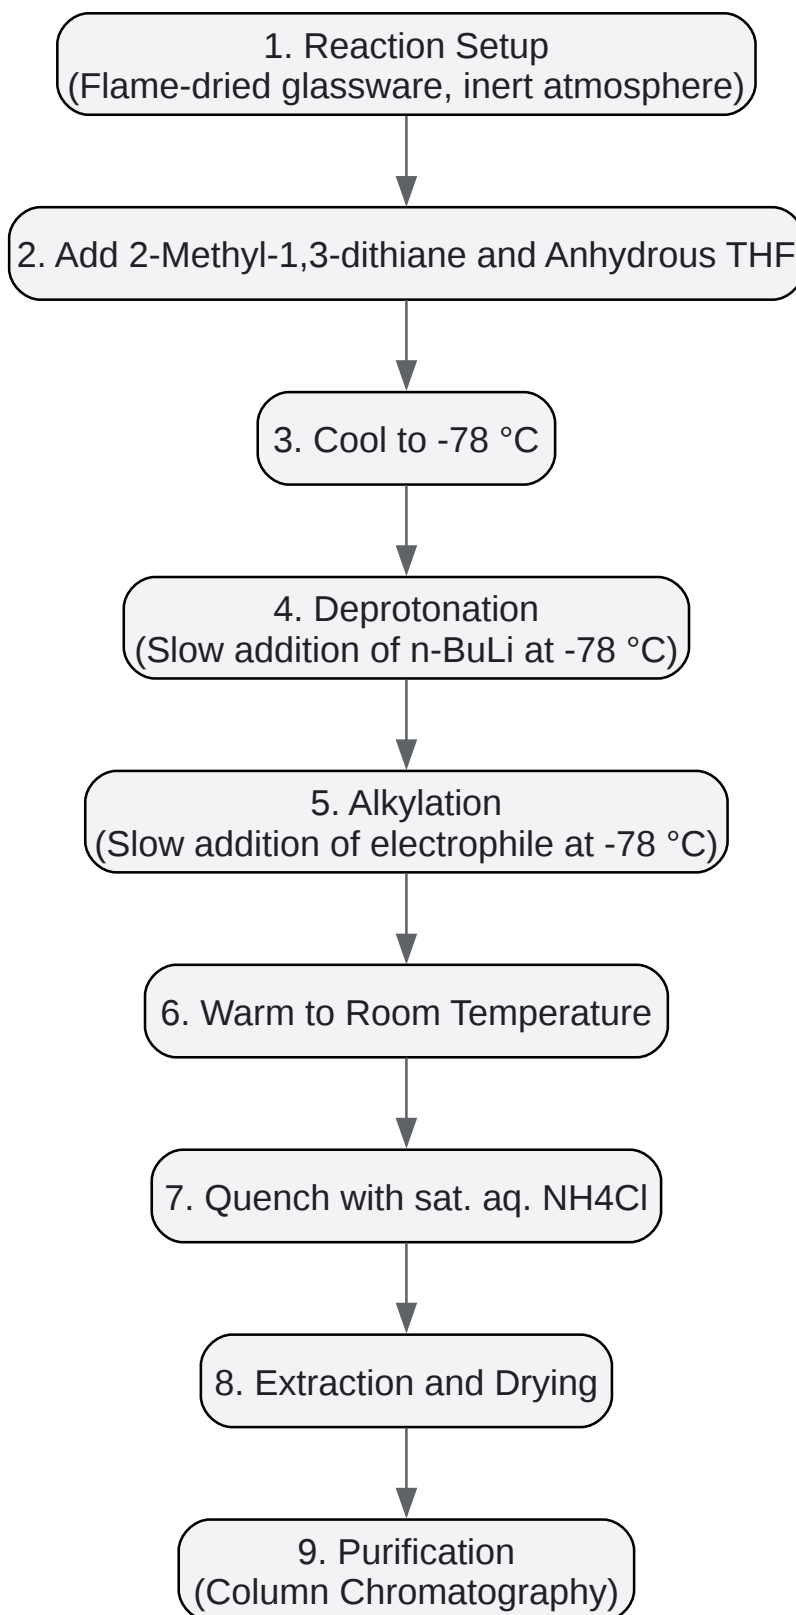 1. Reaction Setup
(Flame-dried glassware, inert atmosphere)
2. Add 2-Methyl-1,3-dithiane and Anhydrous THF
3. Cool to -78 °C
4. Deprotonation
(Slow addition of n-BuLi at -78 °C)
5. Alkylation
(Slow addition of electrophile at -78 °C)
6. Warm to Room Temperature
7. Quench with sat. aq. NH4Cl
8. Extraction and Drying
9. Purification
(Column Chromatography)